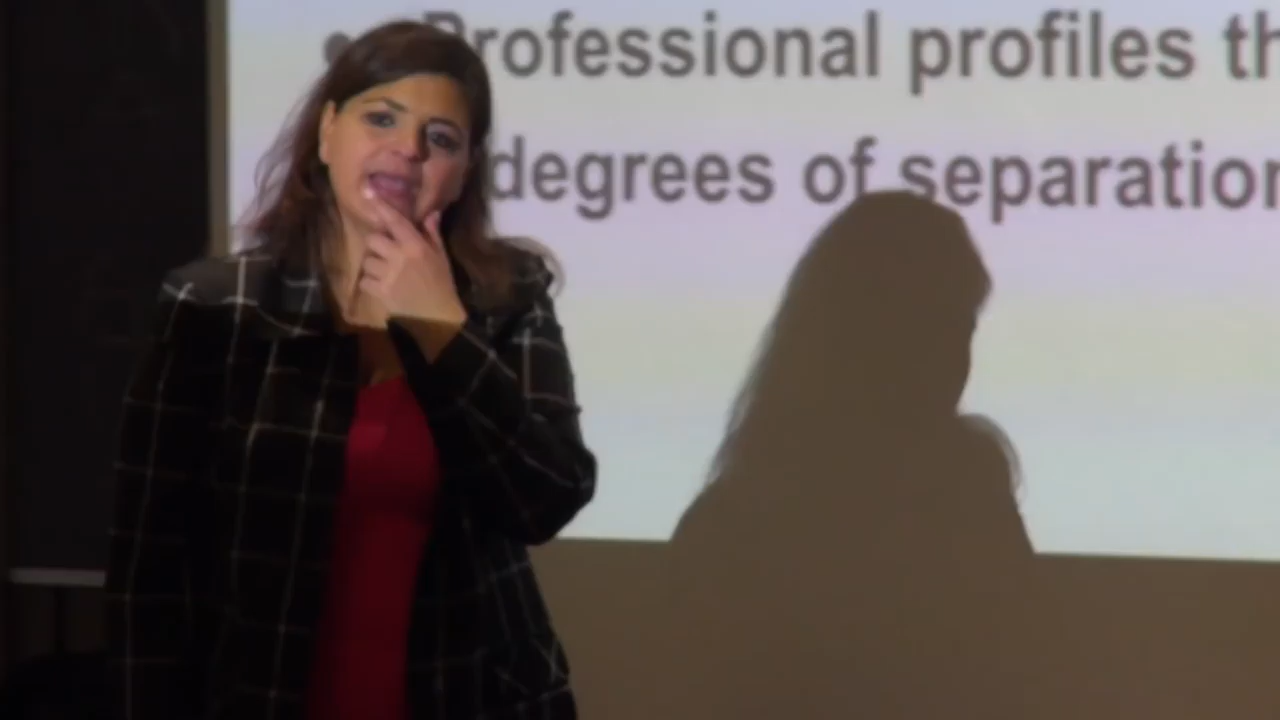 • Professional profiles th
degrees of separation